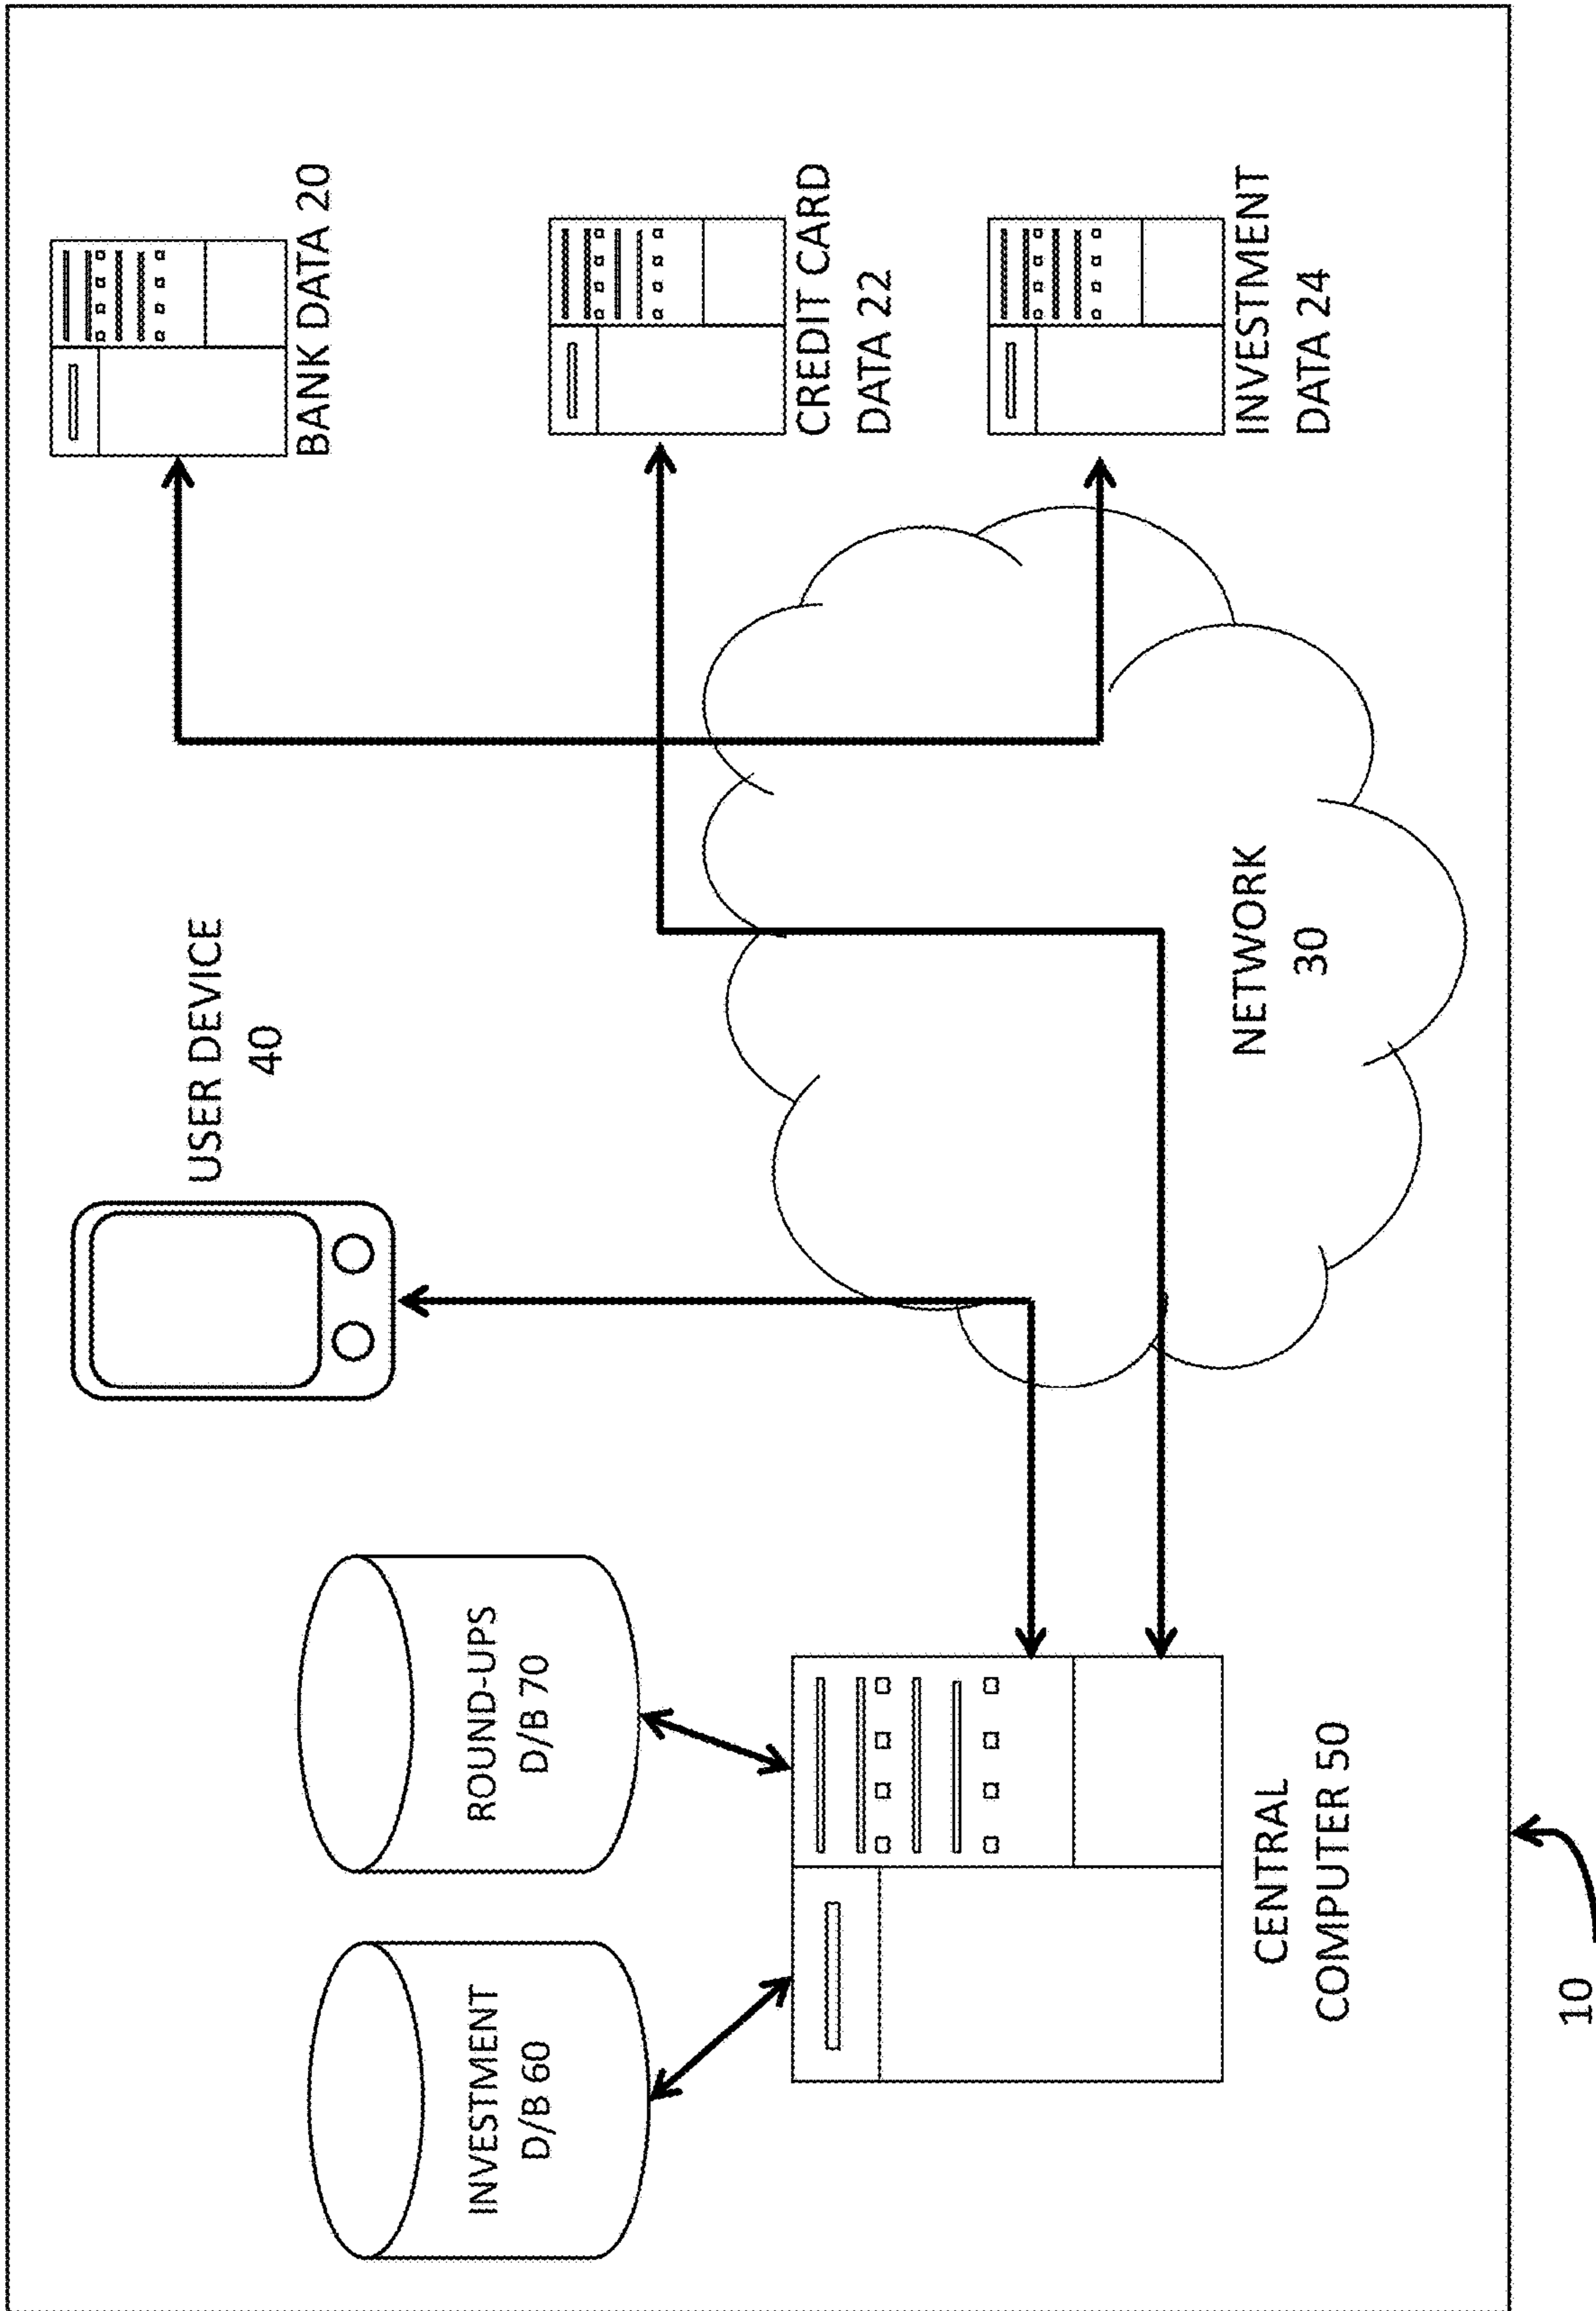 INVESTMENT
D/B 60
ROUND-UPS
D/B 70
USER DEVICE
40
BANK DATA 20
CREDIT CARD
DATA 22
INVESTMENT
DATA 24
NETWORK
30
CENTRAL
COMPUTER 50
10